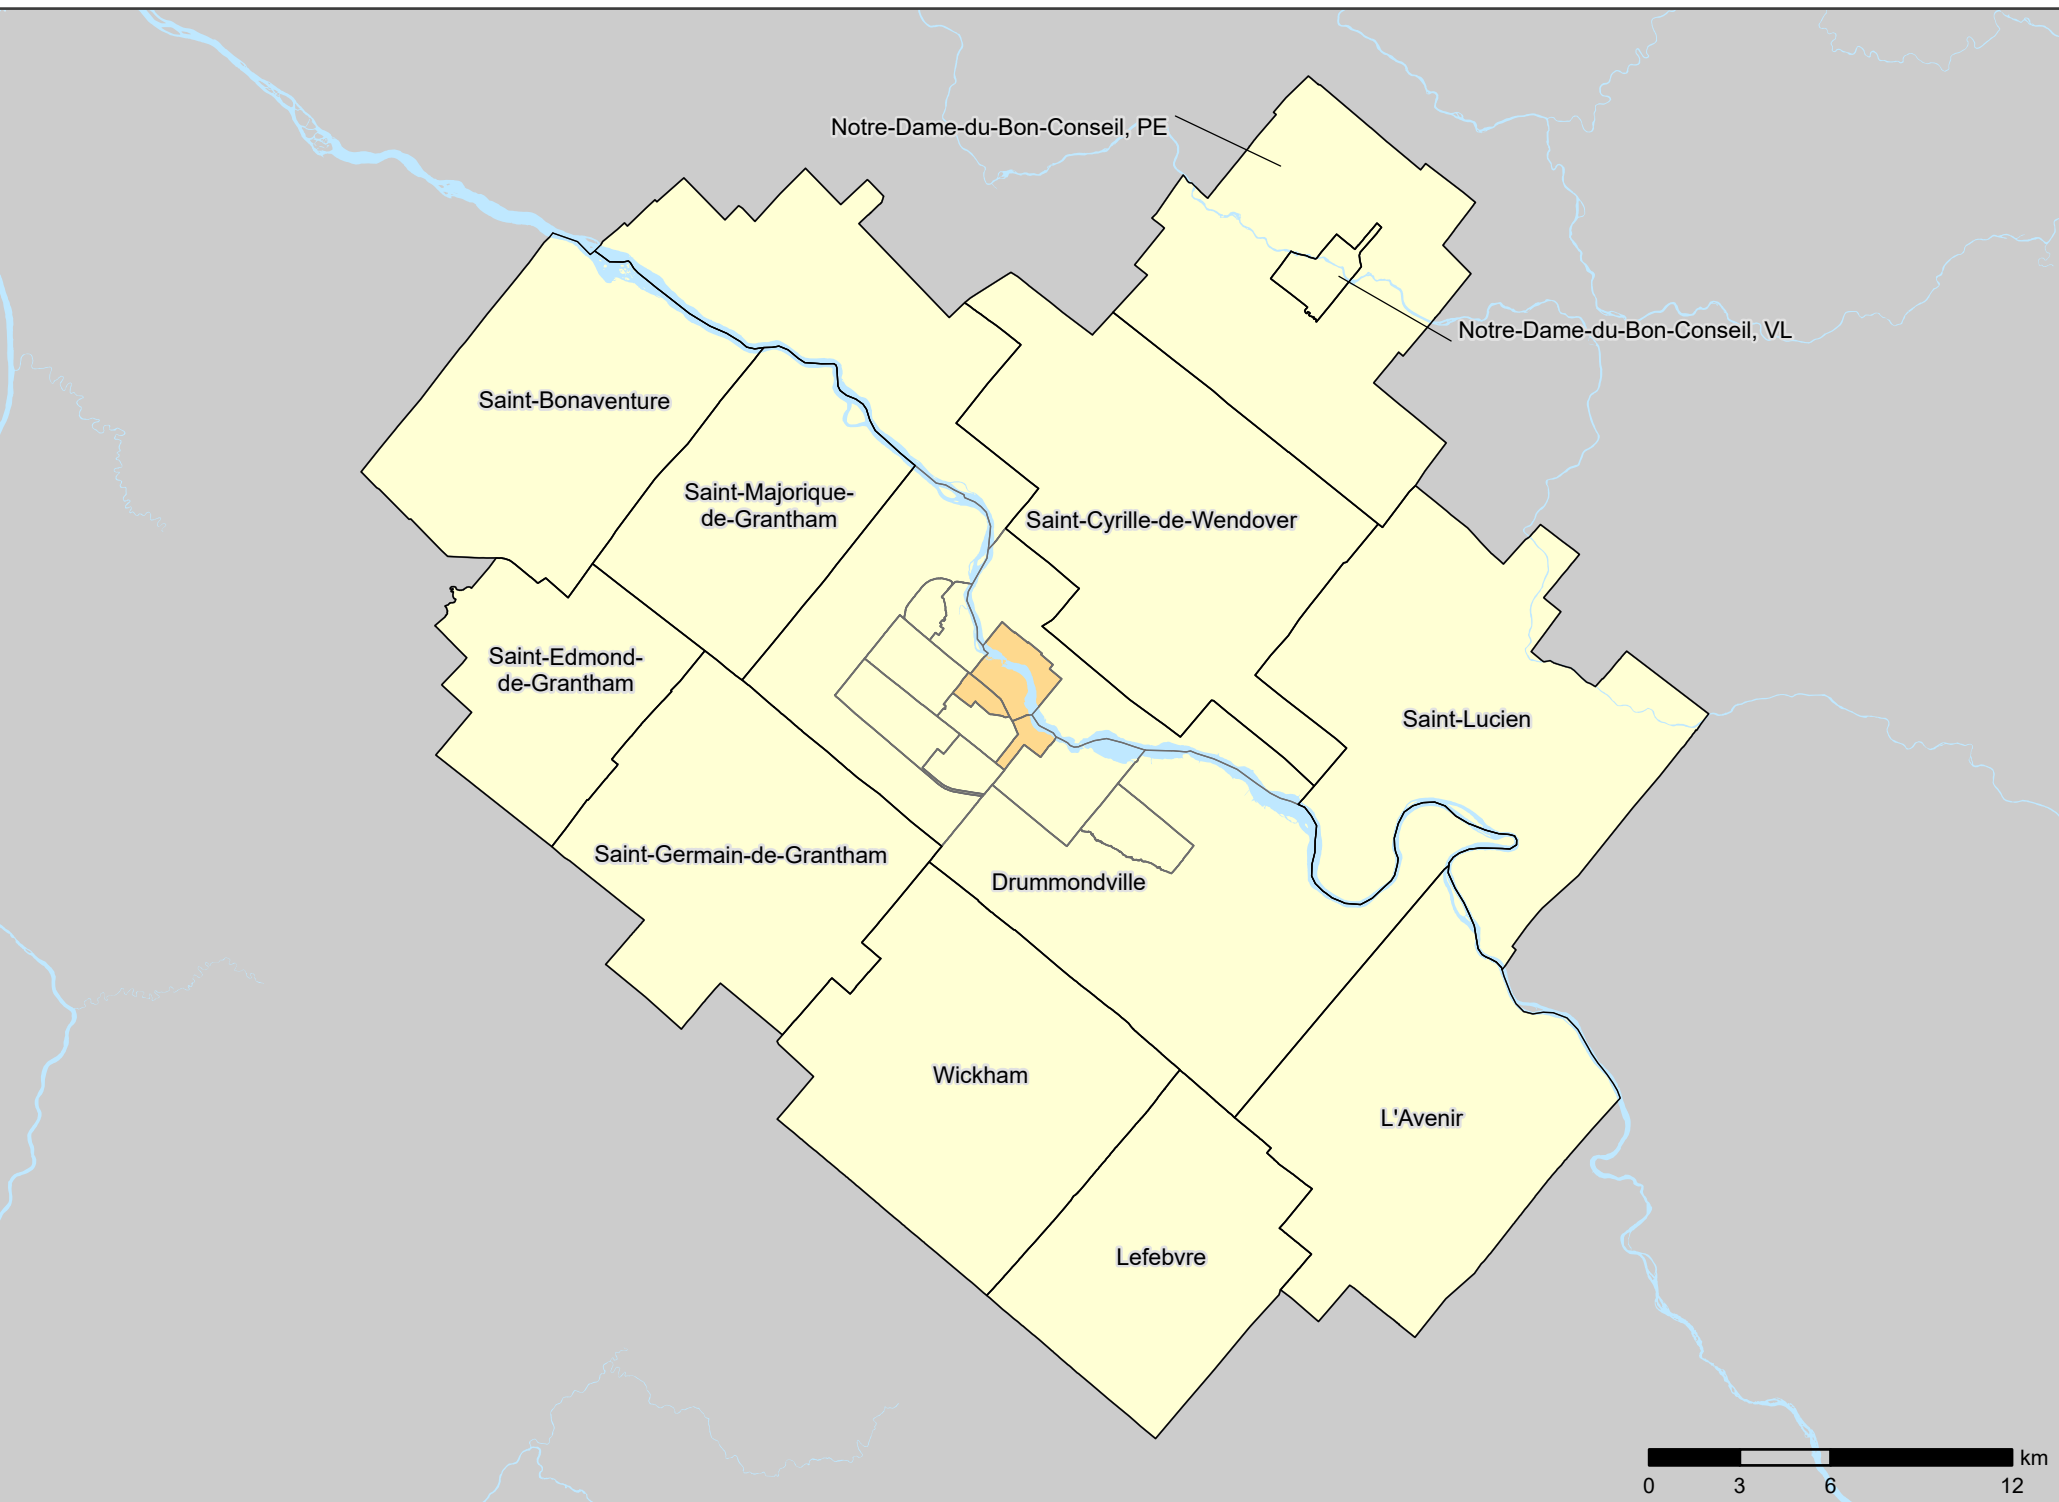 Notre-Dame-du-Bon-Conseil, PE
Notre-Dame-du-Bon-Conseil, VL
Saint-Bonaventure
Saint-Majorique-
de-Grantham
Saint-Cyrille-de-Wendover
Saint-Edmond-
de-Grantham
Saint-Lucien
Saint-Germain-de-Grantham
Drummondville
Wickham
L'Avenir
Lefebvre
km
0 3 6 12